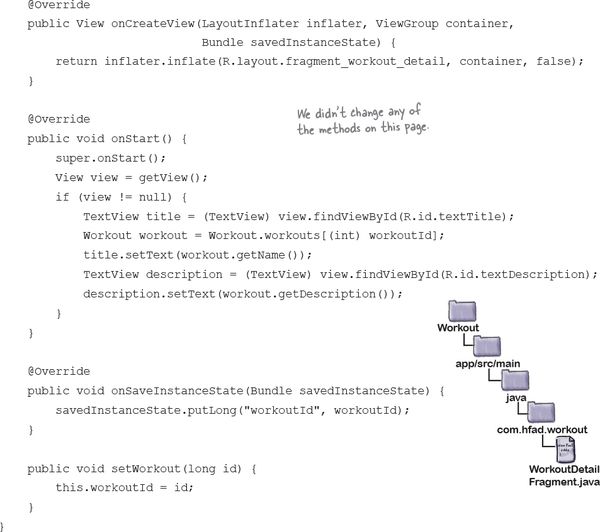 @Override
public View onCreateView(LayoutInflater inflater, ViewGroup container,
Bundle savedInstanceState) {
return inflater.inflate(R.layout.fragment_workout_detail, container, false);
}
@Override
public void onStart() {
super.onStart();
View view = getView();
if (view != null) {
TextView title = (TextView) view.findViewById(R.id.textTitle);
Workout workout = Workout.workouts[(int) workoutId];
title.setText(workout.getName());
TextView description = (TextView) view.findViewById(R.id.textDescription);
description.setText(workout.getDescription());
}
}
@Override
public void onSaveInstanceState(Bundle savedInstanceState) {
savedInstanceState.putLong("workoutId", workoutId);
}
public void setWorkout(long id) {
this.workoutId = id;
}
}
We didn't change any of
the methods on this page.
Workout
app/src/main
java
com.hfad.workout
WorkoutDetail
Fragment.java